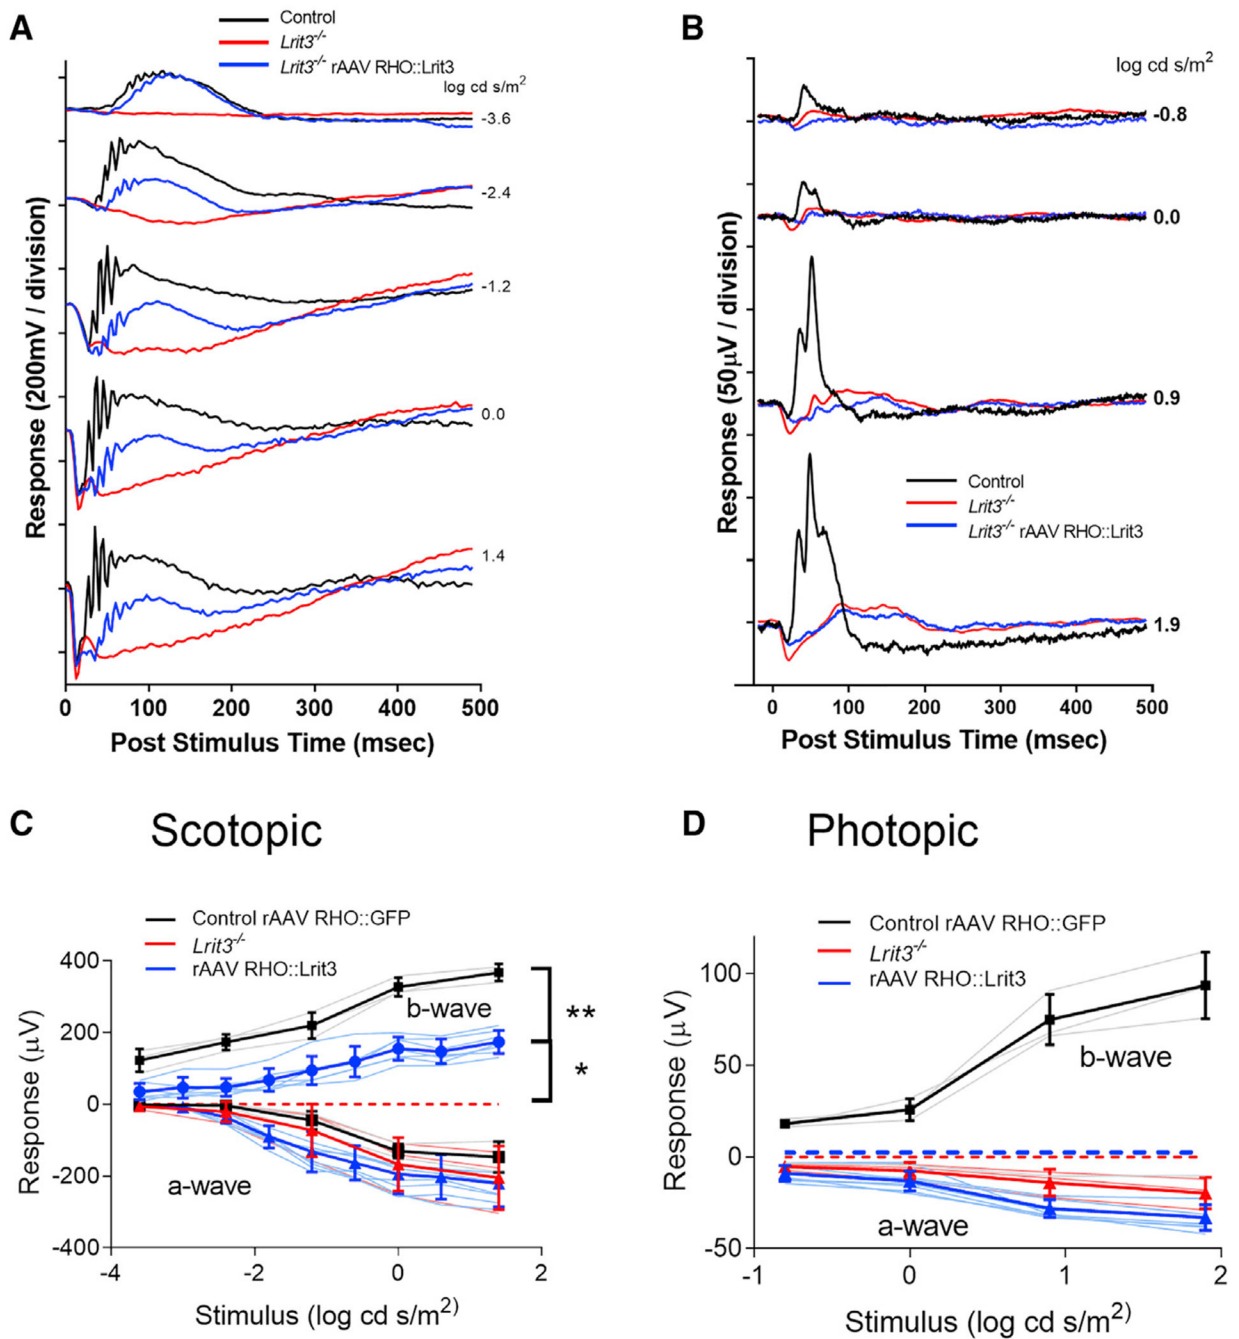 A
Control
Lrit3-/-
Lrit3-/- rAAV RHO::Lrit3
log cd s/m2
-3.6
-2.4
-1.2
0.0
1.4
Response (200mV / division)
0 100 200 300 400 500
Post Stimulus Time (msec)
B
log cd s/m2
-0.8
0.0
0.9
1.9
Control
Lrit3-/-
Lrit3-/- rAAV RHO::Lrit3
Response (50μV / division)
0 100 200 300 400 500
Post Stimulus Time (msec)
C Scotopic
Control rAAV RHO::GFP
Lrit3-/-
rAAV RHO::Lrit3
400
200
0
-200
-400
Response (μV)
b-wave
**
*
a-wave
-4 -2 0 2
Stimulus (log cd s/m2)
D Photopic
Control rAAV RHO::GFP
Lrit3-/-
rAAV RHO::Lrit3
100
50
0
-50
Response (μV)
b-wave
a-wave
-1 0 1 2
Stimulus (log cd s/m2)